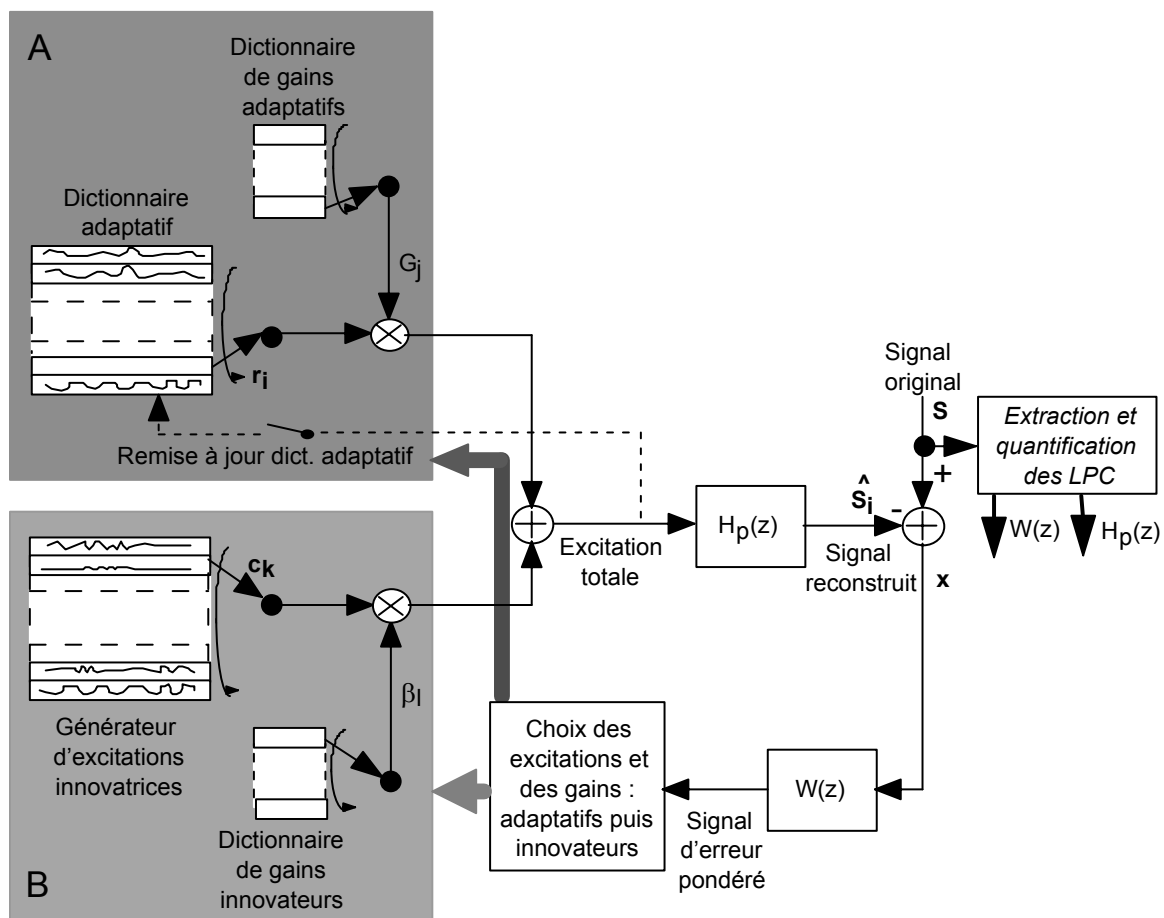 A
Dictionnaire
de gains
adaptatifs
Dictionnaire
adaptatif
Gj
ri
Remise à jour dict. adaptatif
Signal
original
S
Extraction et
quantification
des LPC
+
W(z)
Hp(z)
Ŝi
-
Hp(z)
Excitation
totale
Signal
reconstruit
x
ck
βl
Générateur
d'excitations
innovatrices
Dictionnaire
de gains
innovateurs
B
Choix des
excitations et
des gains :
adaptatifs puis
innovateurs
Signal
d'erreur
pondéré
W(z)